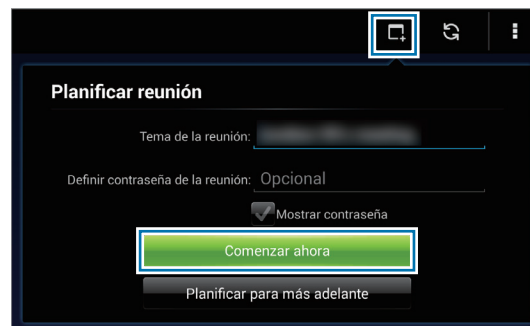 Planificar reunión
Tema de la reunión:
Definir contraseña de la reunión: Opcional
Mostrar contraseña
Comenzar ahora
Planificar para más adelante